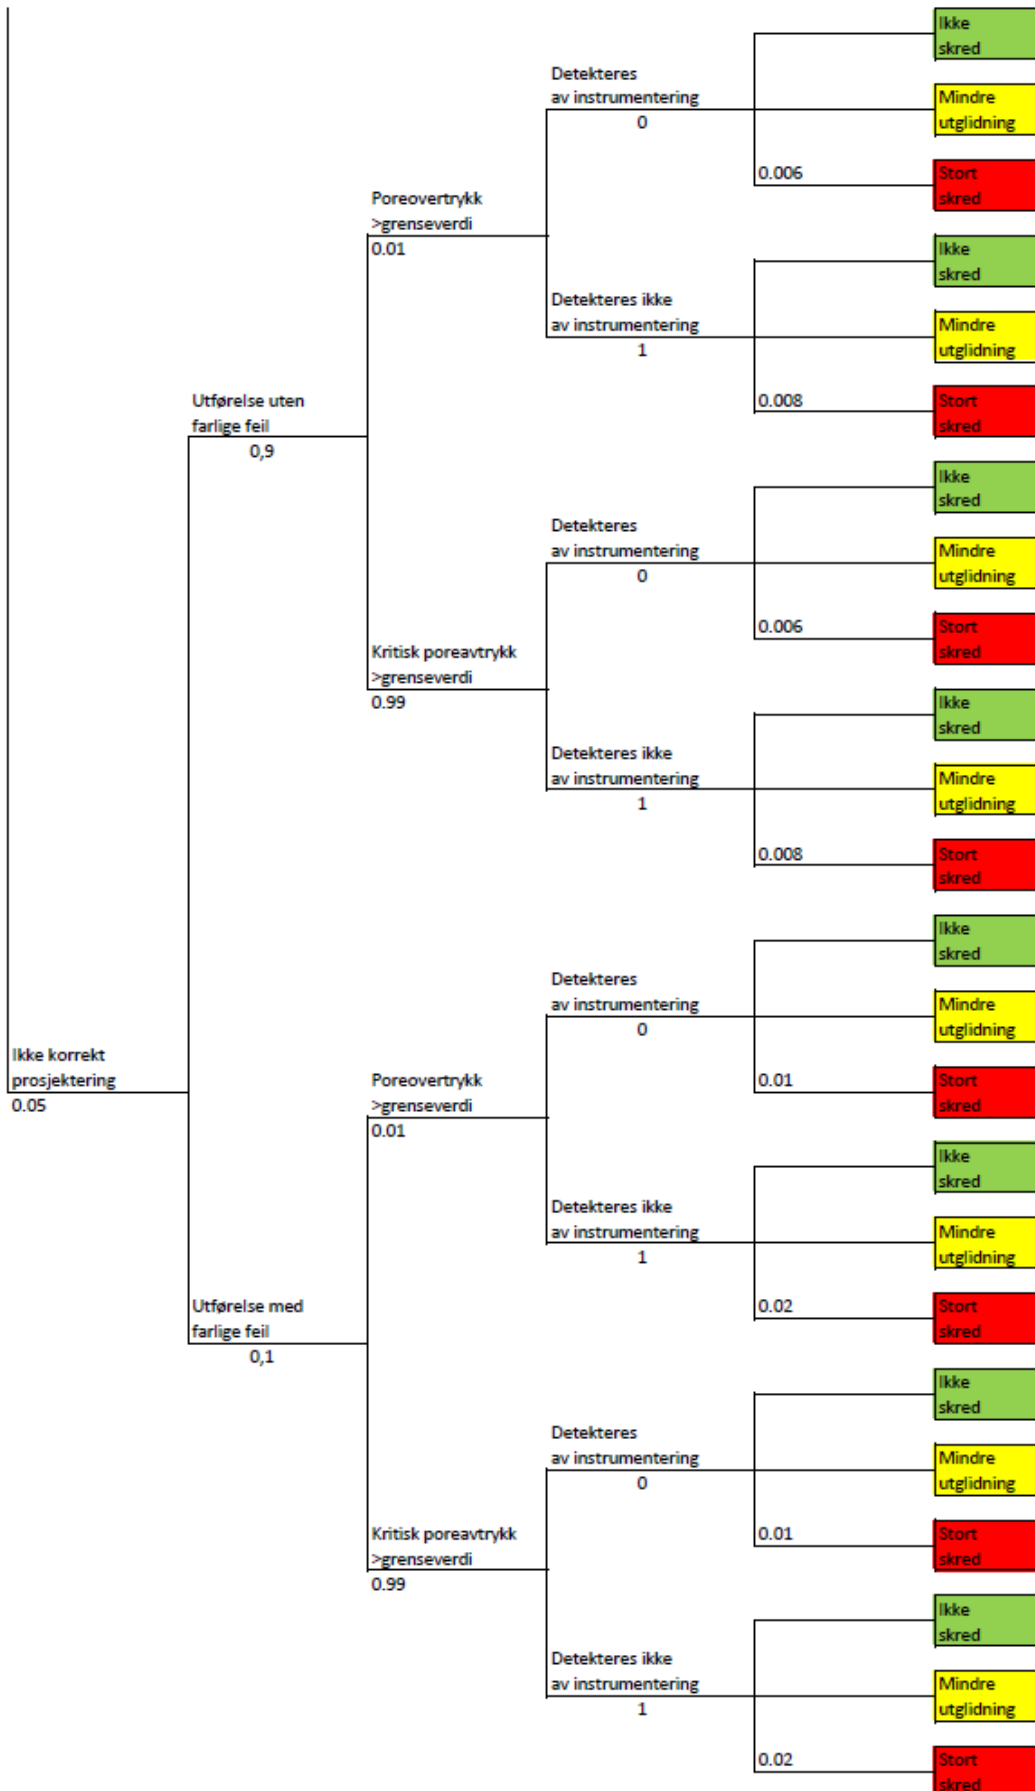 Ikke
skred
Detekteres
av instrumentering
0
Mindre
utglidning
0.006
Stort
skred
Poreovertrykk
>grenseverdi
0.01
Ikke
skred
Detekteres ikke
av instrumentering
1
Mindre
utglidning
0.008
Stort
skred
Utførelse uten
farlige feil
0,9
Ikke
skred
Detekteres
av instrumentering
0
Mindre
utglidning
0.006
Stort
skred
Kritisk poreavtrykk
>grenseverdi
0.99
Ikke
skred
Detekteres ikke
av instrumentering
1
Mindre
utglidning
0.008
Stort
skred
Ikke
skred
Detekteres
av instrumentering
0
Mindre
utglidning
Ikke korrekt
prosjektering
0.05
Poreovertrykk
>grenseverdi
0.01
0.01
Stort
skred
Ikke
skred
Detekteres ikke
av instrumentering
1
Mindre
utglidning
0.02
Stort
skred
Utførelse med
farlige feil
0,1
Ikke
skred
Detekteres
av instrumentering
0
Mindre
utglidning
0.01
Stort
skred
Kritisk poreavtrykk
>grenseverdi
0.99
Ikke
skred
Detekteres ikke
av instrumentering
1
Mindre
utglidning
0.02
Stort
skred